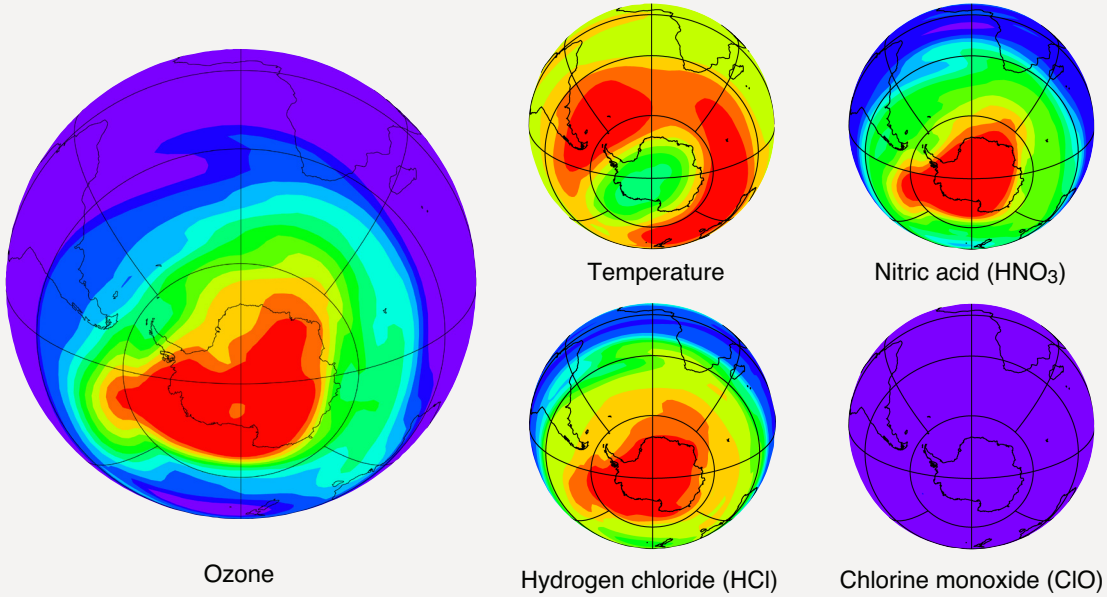 Temperature
Nitric acid (HNO₃)
Ozone
Hydrogen chloride (HCl)
Chlorine monoxide (ClO)